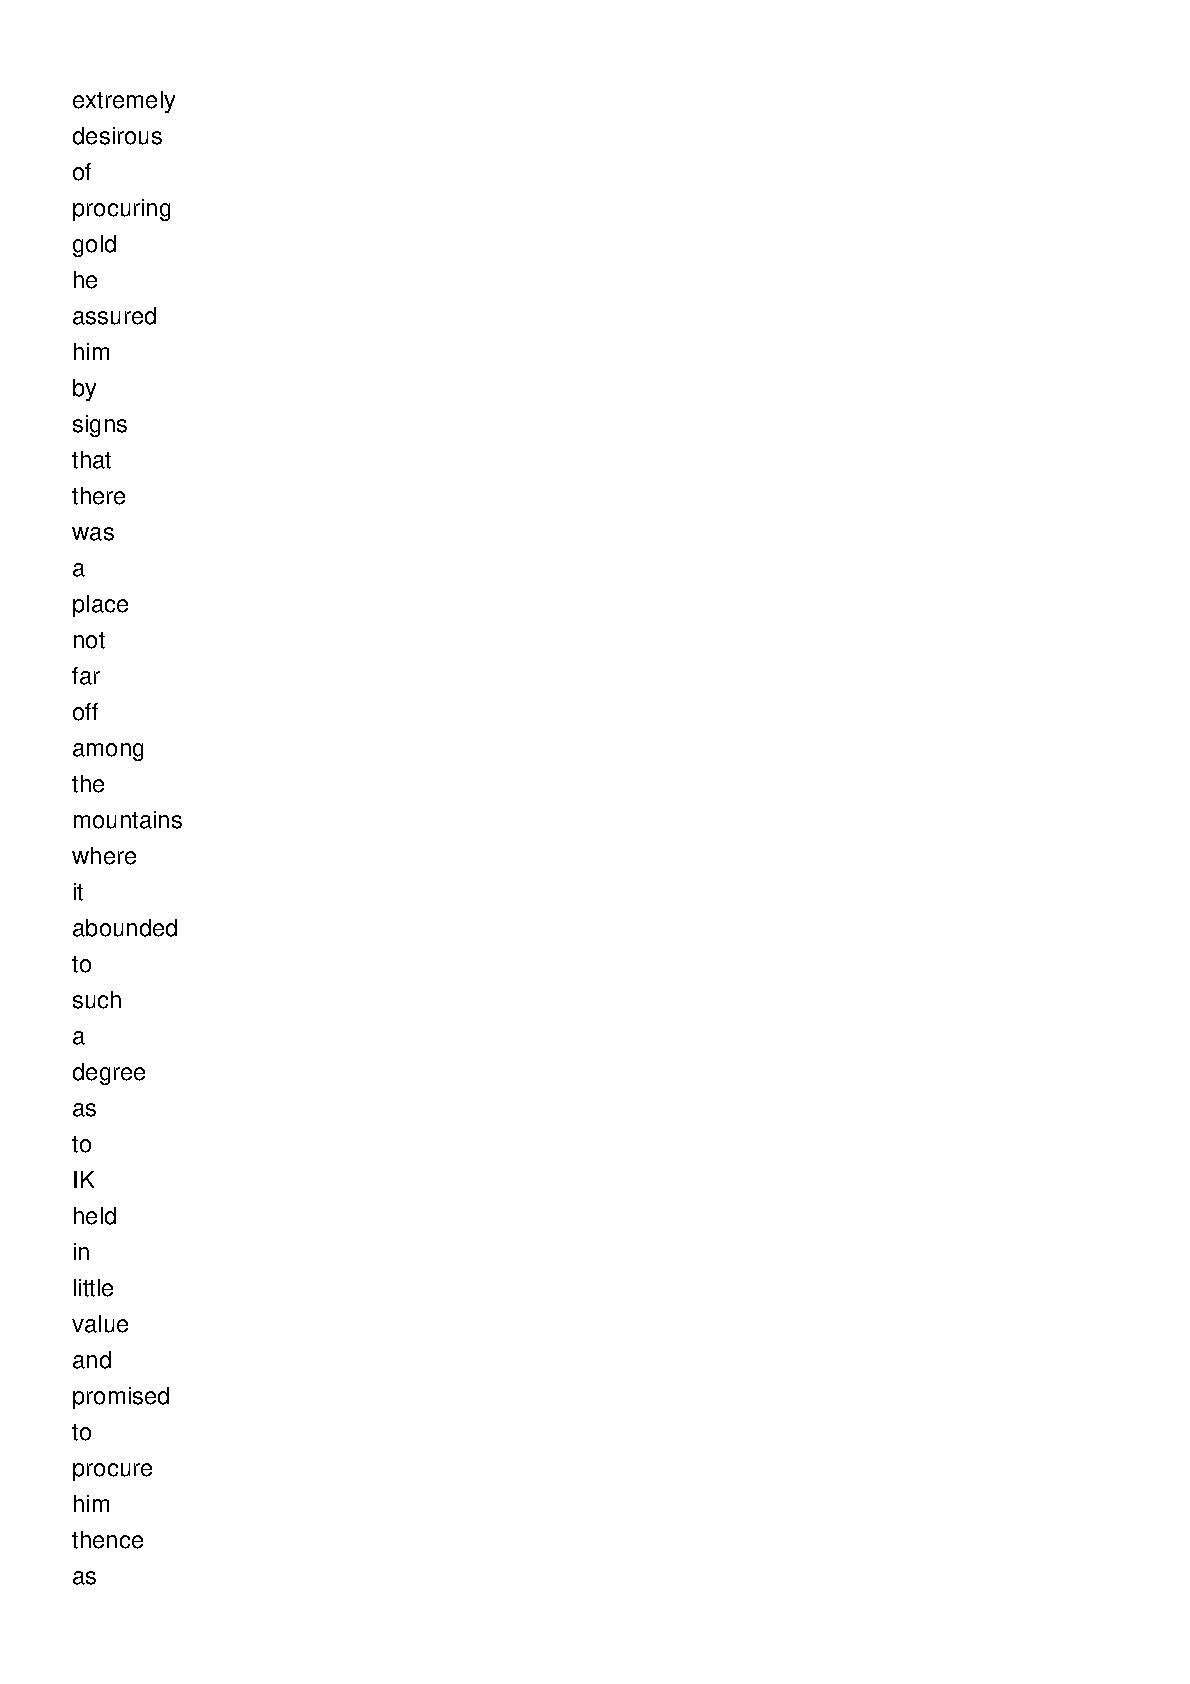 extremely
desirous
of
procuring
gold
he
assured
him
by
signs
that
there
was
a
place
not
far
off
among
the
mountains
where
it
abounded
to
such
a
degree
as
to
IK
held
in
little
value
and
promised
to
procure
him
thence
as